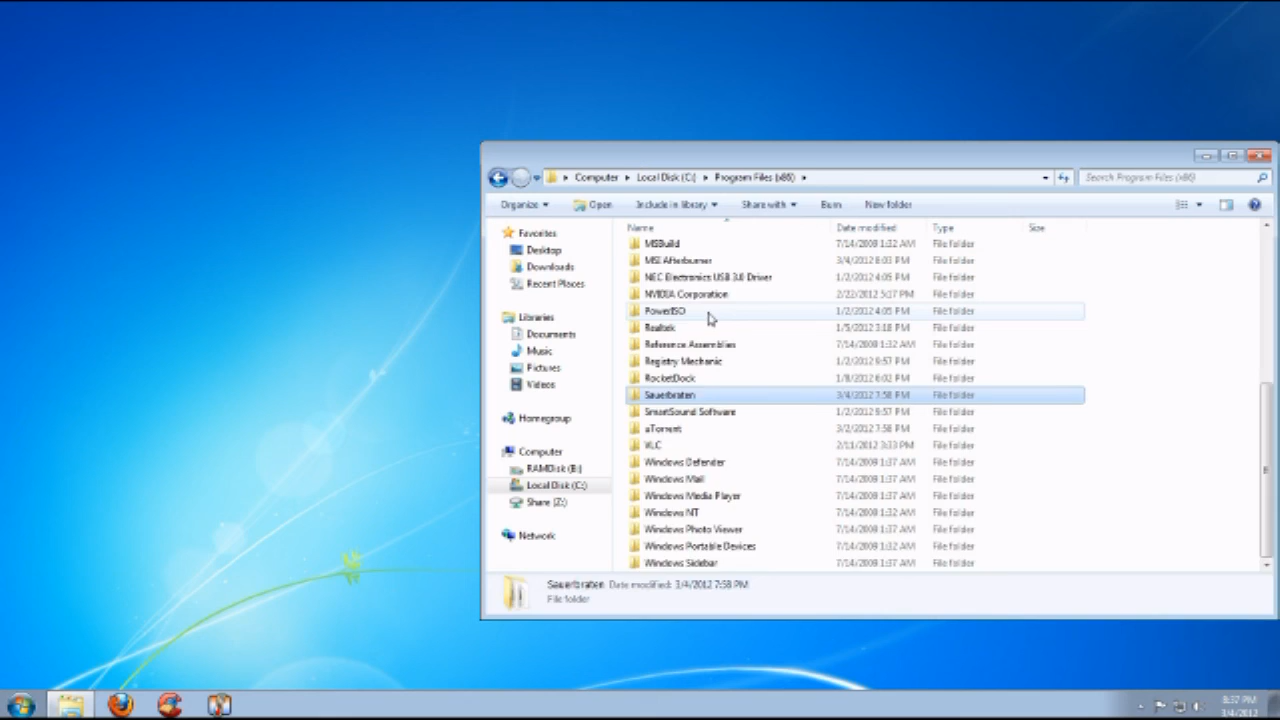 Computer Local Disk (C:) Program Files (x86)
Search Program Files (x86)
Organize Open Include in library Share with Burn New folder
Name Date modified Type Size
Favorites
Desktop
Downloads
Recent Places
Libraries
Documents
Music
Pictures
Videos
Homegroup
Computer
RAMDisk (B:)
Local Disk (C:)
Share (Z:)
Network
MSBuild 7/14/2009 1:32 AM File folder
MSI Afterburner 3/4/2012 8:03 PM File folder
NEC Electronics USB 3.0 Driver 1/2/2012 4:05 PM File folder
NVIDIA Corporation 2/22/2012 5:17 PM File folder
PowerISO 1/2/2012 4:05 PM File folder
Realtek 1/5/2012 3:18 PM File folder
Reference Assemblies 7/14/2009 1:32 AM File folder
Registry Mechanic 1/2/2012 9:57 PM File folder
RocketDock 1/8/2012 6:02 PM File folder
Sauerbraten 3/4/2012 7:58 PM File folder
SmartSound Software 1/2/2012 9:57 PM File folder
uTorrent 3/2/2012 7:58 PM File folder
VLC 2/11/2012 3:33 PM File folder
Windows Defender 7/14/2009 1:37 AM File folder
Windows Mail 7/14/2009 1:37 AM File folder
Windows Media Player 7/14/2009 1:37 AM File folder
Windows NT 7/14/2009 1:32 AM File folder
Windows Photo Viewer 7/14/2009 1:37 AM File folder
Windows Portable Devices 7/14/2009 1:32 AM File folder
Windows Sidebar 7/14/2009 1:37 AM File folder
Sauerbraten Date modified: 3/4/2012 7:58 PM
File folder
8:37 PM
3/4/2012